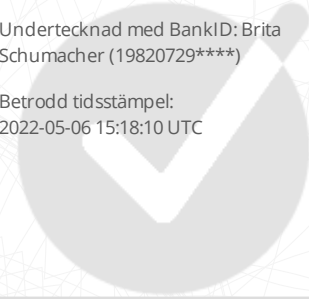 Undertecknad med BankID: Brita
Schumacher (19820729****)
Betrodd tidsstämpel:
2022-05-06 15:18:10 UTC